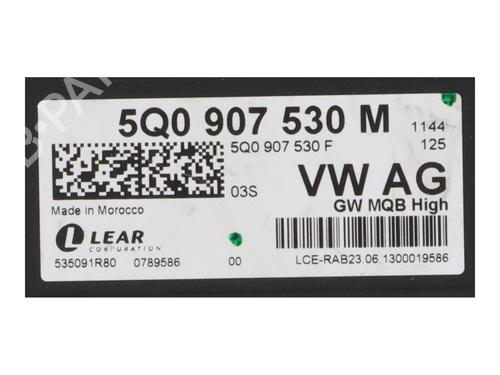 5Q0 907 530 M 1144
5Q0 907 530 F 125
03S VW AG
Made in Morocco GW MQB High
L LEAR
CORPORATION
535091R80 0789586 00 LCE-RAB23.06.1300019586
B-PARTS